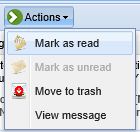 Actions
Mark as read
Mark as unread
Move to trash
View message